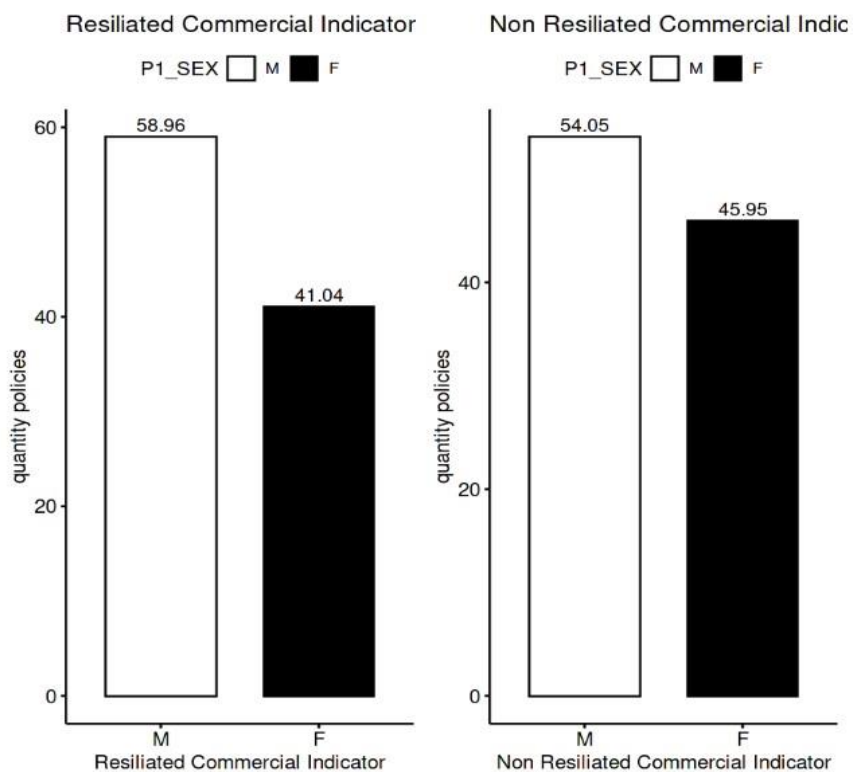 Resiliated Commercial Indicator
P1_SEX M F
60
40
20
0
quantity policies
58.96
41.04
M F
Resiliated Commercial Indicator
Non Resiliated Commercial Indic
P1_SEX M F
40
20
0
quantity policies
54.05
45.95
M F
Non Resiliated Commercial Indicator